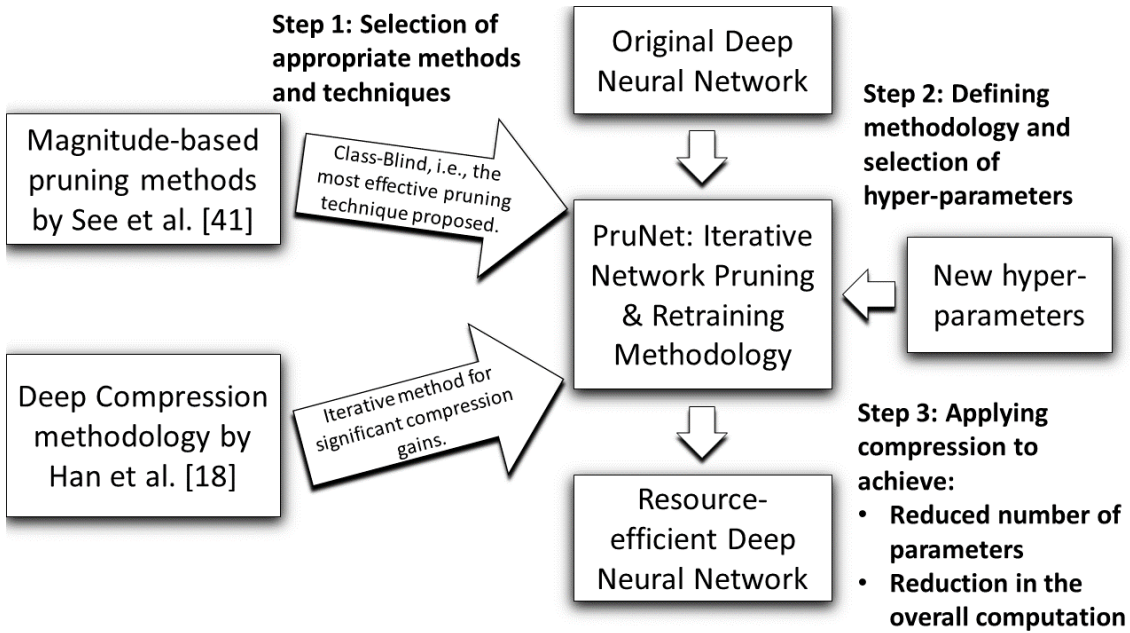 Step 1: Selection of
appropriate methods
and techniques
Original Deep
Neural Network
Step 2: Defining
methodology and
selection of
hyper-parameters
Magnitude-based
pruning methods
by See et al. [41]
Class-Blind, i.e., the
most effective pruning
technique proposed.
PruNet: Iterative
Network Pruning
& Retraining
Methodology
New hyper-
parameters
Deep Compression
methodology by
Han et al. [18]
Iterative method for
significant compression
gains.
Step 3: Applying
compression to
achieve:
• Reduced number of
parameters
• Reduction in the
overall computation
Resource-
efficient Deep
Neural Network